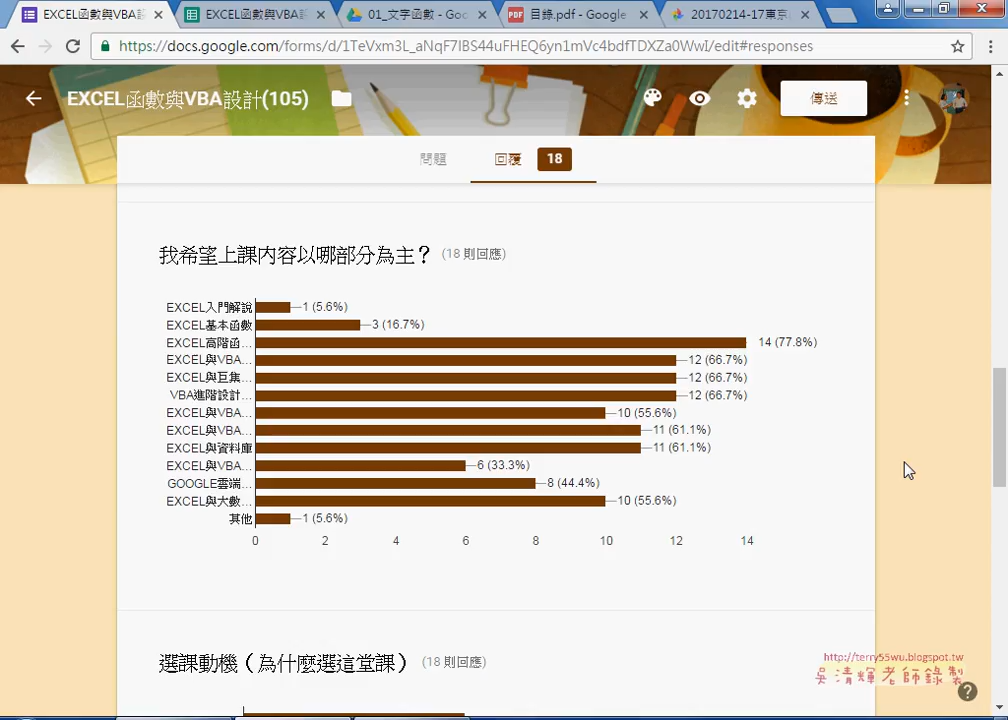 EXCEL函數與VBA設
EXCEL函數與VBA設
01_文字函數 - Goo
目錄.pdf - Google
20170214-17東京
https://docs.google.com/forms/d/1TeVxm3L_aNqF7IBS44uFHEQ6yn1mVc4bdfTDXZa0WwI/edit#responses
EXCEL函數與VBA設計(105)
傳送
問題
回覆 18
我希望上課內容以哪部分為主？ (18 則回應)
EXCEL入門解說 1 (5.6%)
EXCEL基本函數 3 (16.7%)
EXCEL高階函... 14 (77.8%)
EXCEL與VBA... 12 (66.7%)
EXCEL與巨集... 12 (66.7%)
VBA進階設計... 12 (66.7%)
EXCEL與VBA... 10 (55.6%)
EXCEL與VBA... 11 (61.1%)
EXCEL與資料庫 11 (61.1%)
EXCEL與VBA... 6 (33.3%)
GOOGLE雲端... 8 (44.4%)
EXCEL與大數... 10 (55.6%)
其他 1 (5.6%)
0 2 4 6 8 10 12 14
選課動機（為什麼選這堂課） (18 則回應)
http://terry55wu.blogspot.tw
吳清輝老師錄製